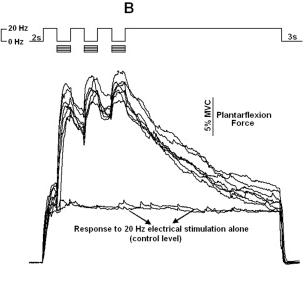 B
20 Hz
0 Hz
2s
3s
5% MVC
Plantarflexion
Force
Response to 20 Hz electrical stimulation alone
(control level)